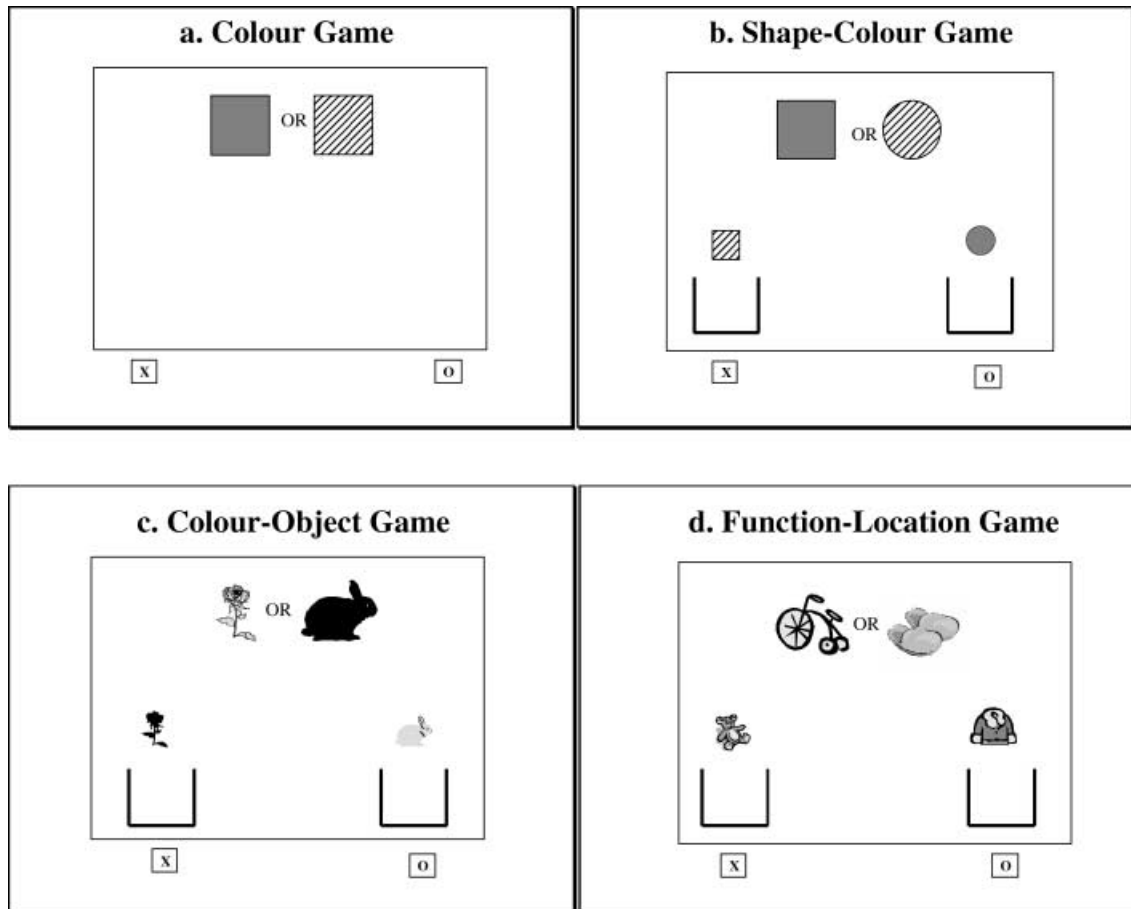 a. Colour Game
OR
X
O
b. Shape-Colour Game
OR
X
O
c. Colour-Object Game
OR
X
O
d. Function-Location Game
OR
X
O